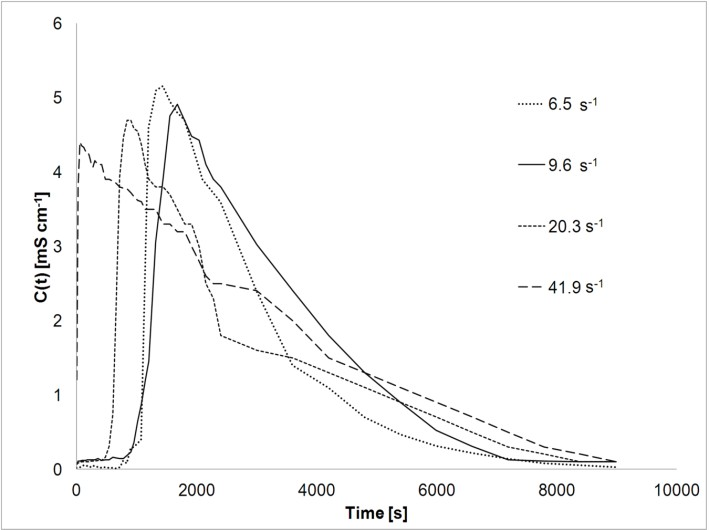 6
5
4
3
2
1
0
C(t) [mS cm⁻¹]
0 2000 4000 6000 8000 10000
Time [s]
6.5 s⁻¹
9.6 s⁻¹
20.3 s⁻¹
41.9 s⁻¹